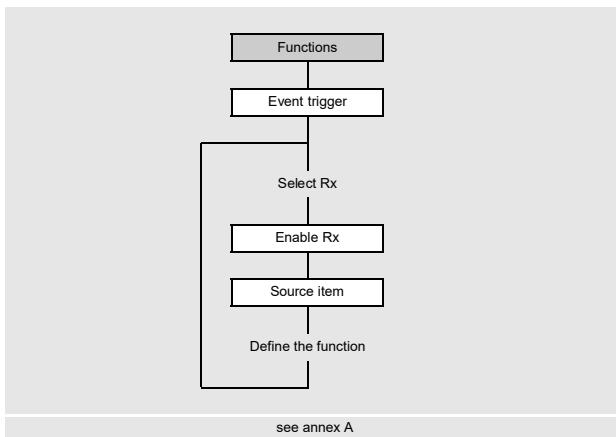 Functions
Event trigger
Select Rx
Enable Rx
Source item
Define the function
see annex A